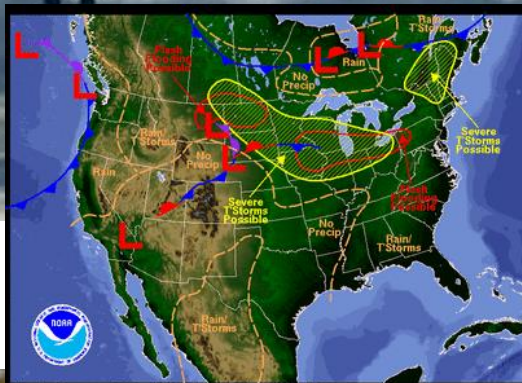 Rain
T Storms
Flash
Flooding
Possible
L
L
L
L
Rain
No
Precip
Severe
T Storms
Possible
L
Rain/
T Storms
No
Precip
L
Rain
Severe
T Storms
Possible
Flash
Flooding
Possible
No
Precip
Rain/
T Storms
L
Rain/
T Storms
NOAA